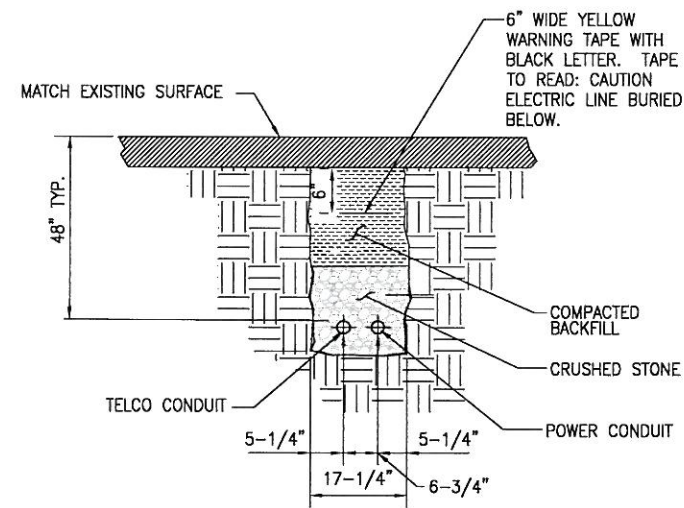 6" WIDE YELLOW
WARNING TAPE WITH
BLACK LETTER. TAPE
TO READ: CAUTION
ELECTRIC LINE BURIED
BELOW.
MATCH EXISTING SURFACE
48" TYP.
6"
COMPACTED
BACKFILL
CRUSHED STONE
TELCO CONDUIT
POWER CONDUIT
5-1/4"
5-1/4"
17-1/4"
6-3/4"